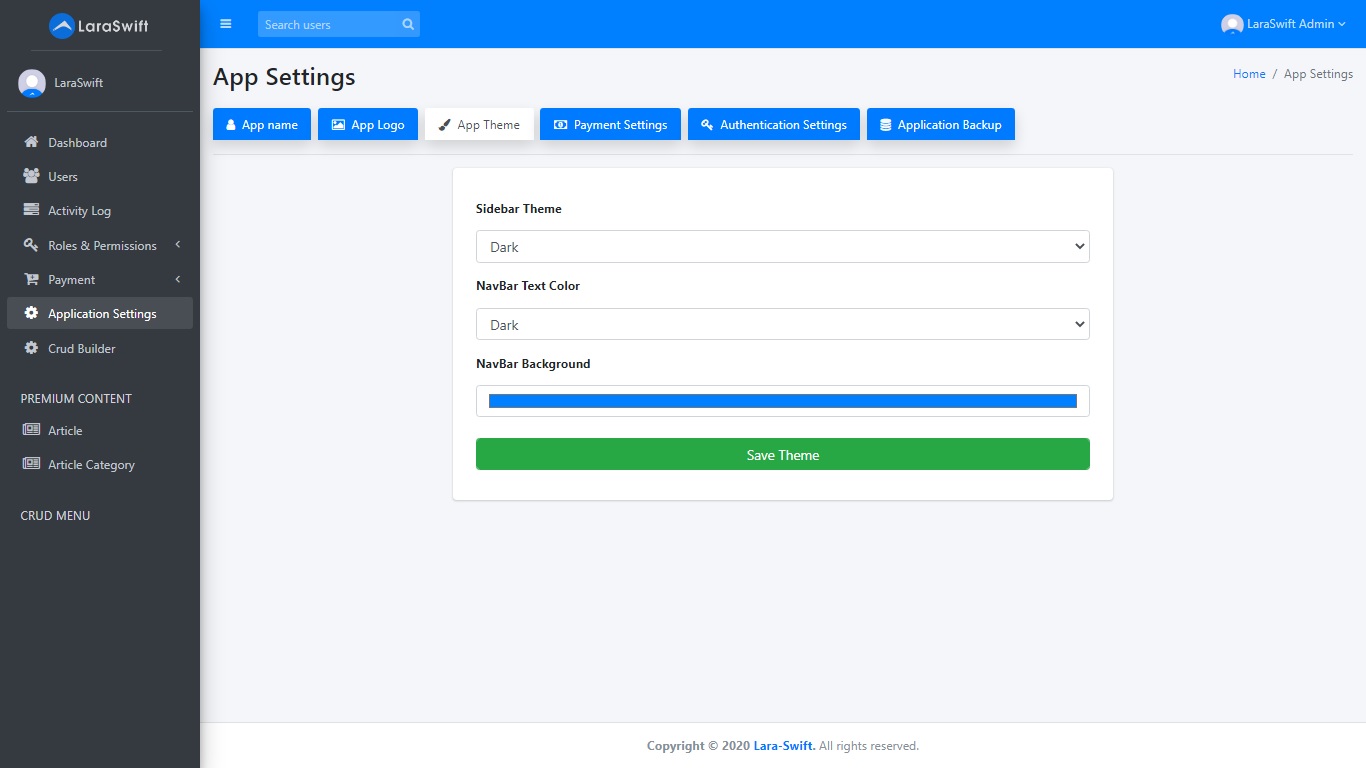 LaraSwift
Search users
LaraSwift Admin
LaraSwift
App Settings
Home / App Settings
App name
App Logo
App Theme
Payment Settings
Authentication Settings
Application Backup
Dashboard
Users
Activity Log
Roles & Permissions
Payment
Application Settings
Crud Builder
PREMIUM CONTENT
Article
Article Category
CRUD MENU
Sidebar Theme
Dark
NavBar Text Color
Dark
NavBar Background
Save Theme
Copyright © 2020 Lara-Swift. All rights reserved.